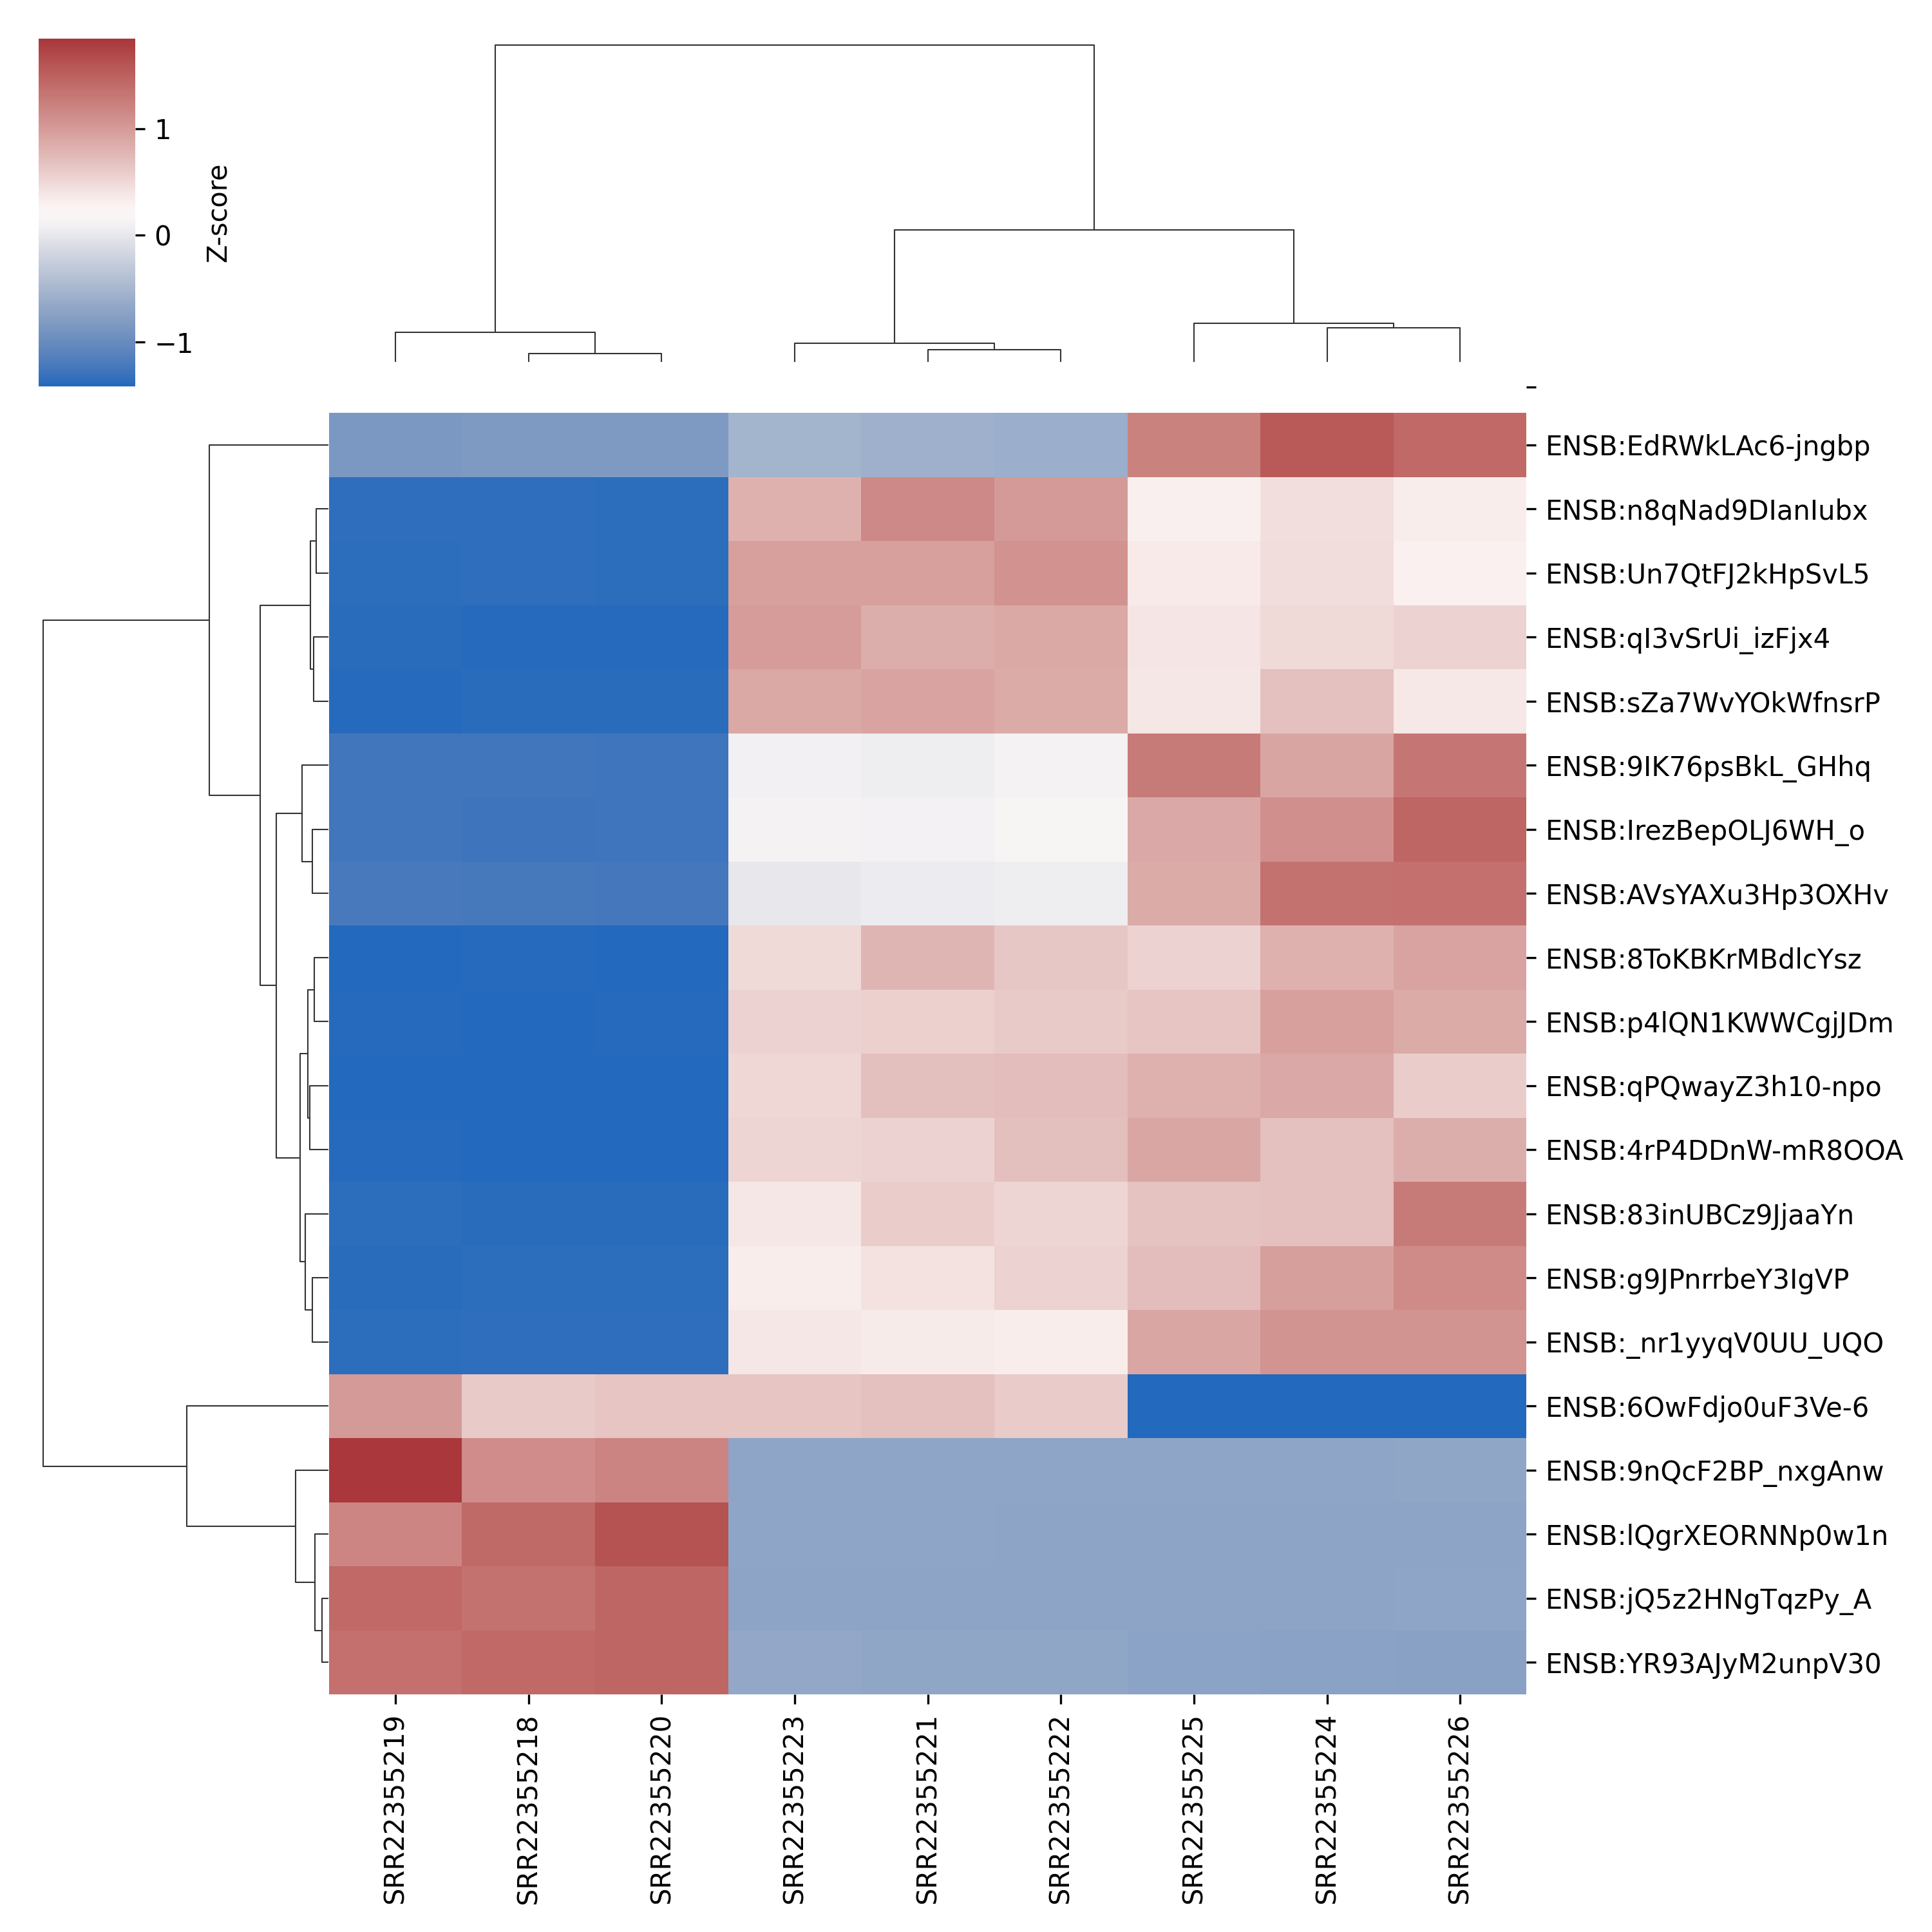 1
0
−1
Z-score
ENSB:EdRWkLAc6-jngbp
ENSB:n8qNad9DIanIubx
ENSB:Un7QtFJ2kHpSvL5
ENSB:qI3vSrUi_izFjx4
ENSB:sZa7WvYOkWfnsrP
ENSB:9IK76psBkL_GHhq
ENSB:IrezBepOLJ6WH_o
ENSB:AVsYAXu3Hp3OXHv
ENSB:8ToKBKrMBdlcYsz
ENSB:p4lQN1KWWCgjJDm
ENSB:qPQwayZ3h10-npo
ENSB:4rP4DDnW-mR8OOA
ENSB:83inUBCz9JjaaYn
ENSB:g9JPnrrbeY3IgVP
ENSB:_nr1yyqV0UU_UQO
ENSB:6OwFdjo0uF3Ve-6
ENSB:9nQcF2BP_nxgAnw
ENSB:lQgrXEORNNp0w1n
ENSB:jQ5z2HNgTqzPy_A
ENSB:YR93AJyM2unpV30
SRR22355219
SRR22355218
SRR22355220
SRR22355223
SRR22355221
SRR22355222
SRR22355225
SRR22355224
SRR22355226